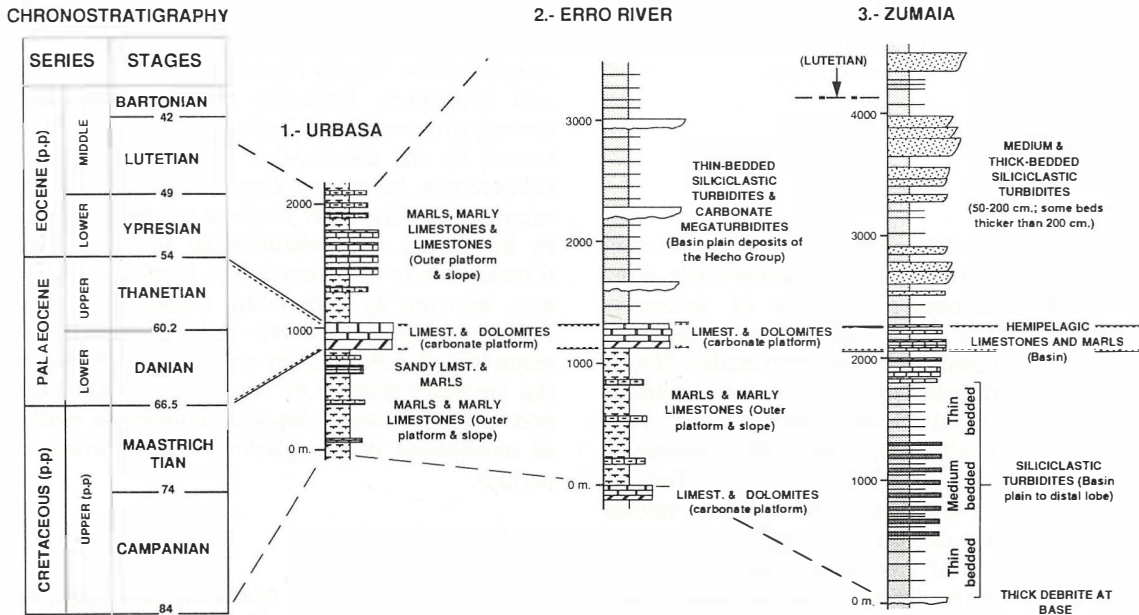 CHRONOSTRATIGRAPHY
SERIES
STAGES
EOCENE (p.p)
MIDDLE
LOWER
PALAEOCENE
UPPER
LOWER
CRETACEOUS (p.p)
UPPER (p.p)
BARTONIAN
42
LUTETIAN
49
YPRESIAN
54
THANETIAN
60.2
DANIAN
66.5
MAASTRICH
TIAN
74
CAMPANIAN
84
1.- URBASA
2000
1000
0 m.
MARLS, MARLY
LIMESTONES &
LIMESTONES
(Outer platform
& slope)
LIMEST. & DOLOMITES
(carbonate platform)
SANDY LMST. &
MARLS
MARLS & MARLY
LIMESTONES (Outer
platform & slope)
2.- ERRO RIVER
3000
2000
1000
0 m.
THIN-BEDDED
SILICICLASTIC
TURBIDITES &
CARBONATE
MEGATURBIDITES
(Basin plain deposits of
the Hecho Group)
LIMEST. & DOLOMITES
(carbonate platform)
MARLS & MARLY
LIMESTONES (Outer
platform & slope)
LIMEST. & DOLOMITES
(carbonate platform)
3.- ZUMAIA
(LUTETIAN)
4000
3000
2000
1000
0 m.
MEDIUM &
THICK-BEDDED
SILICICLASTIC
TURBIDITES
(50-200 cm.; some beds
thicker than 200 cm.)
HEMIPELAGIC
LIMESTONES AND MARLS
(Basin)
Thin
bedded
Medium
bedded
Thin
bedded
SILICICLASTIC
TURBIDITES (Basin
plain to distal lobe)
THICK DEBRITE AT
BASE